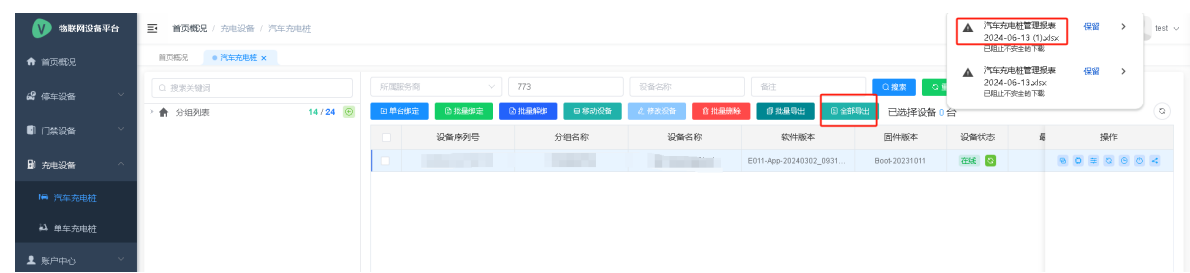 物联网设备平台
首页概况 / 充电设备 / 汽车充电桩
汽车充电桩管理报表
2024-06-13 (1).xlsx
已阻止不安全的下载
保留
汽车充电桩管理报表
2024-06-13.xlsx
已阻止不安全的下载
保留
test
首页概况
汽车充电桩 ×
首页概况
停车设备
门禁设备
充电设备
汽车充电桩
单车充电桩
账户中心
搜索关键词
分组列表 14 / 24
所属服务商
773
设备名称
备注
搜索
单台绑定
批量绑定
批量解绑
移动设备
修改设备
批量删除
批量导出
全部导出
已选择设备 0 台
设备序列号 分组名称 设备名称 软件版本 固件版本 设备状态 操作
E011-App-20240302_0931... Boot-20231011 在线